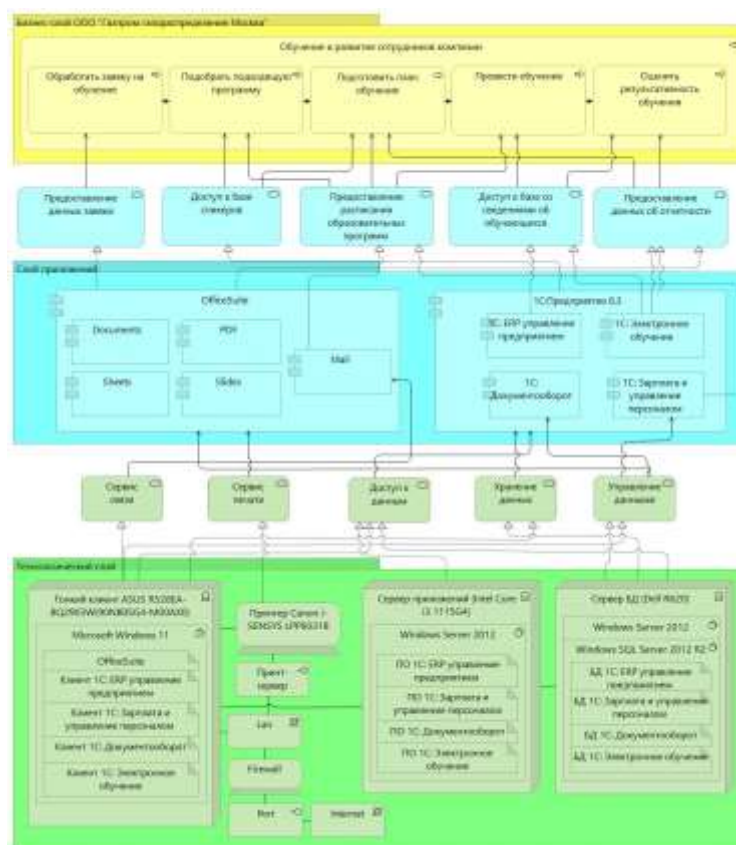 Бизнес-слой ООО "Газпром газораспределение Москва"
Обучение и развитие сотрудников компании
Обработать заявку на
обучение
Подобрать подходящую
программу
Подготовить план
обучения
Провести обучение
Оценить
результативность
обучения
Предоставление
данных заявки
Доступ к базе
спикеров
Предоставление
расписания
образовательных
программ
Доступ к базе со
сведениями об
обучающихся
Предоставление
данных об отчетности
Слой приложений
OfficeSuite
Documents
PDF
Sheets
Slides
Mail
1С:Предприятие 8.3
1С: ERP управление
предприятием
1С: Электронное
обучение
1С:
Документооборот
1С: Зарплата и
управление
персоналом
Сервис
связи
Сервис
печати
Доступ к
данным
Хранение
данных
Управление
данными
Технологический слой
Тонкий клиент ASUS
Microsoft Windows 11
OfficeSuite
Клиент 1С: ERP управление
предприятием
Клиент 1С: Зарплата и
управление персоналом
Клиент 1С: Документооборот
Клиент 1С: Электронное
обучение
Принтер Canon I-
SENSYS
Принт-
сервер
Lan
Firewall
Port
Internet
Сервер приложений (Intel Core
i3 1115G4)
Windows Server 2012
ПО 1С: ERP управление
предприятием
ПО 1С: Зарплата и
управление персоналом
ПО 1С: Документооборот
ПО 1С: Электронное
обучение
Сервер БД (Dell R620)
Windows Server 2012
Windows SQL Server 2012 R2
БД 1С: ERP управление
предприятием
БД 1С: Зарплата и управление
персоналом
БД 1С: Документооборот
БД 1С: Электронное обучение